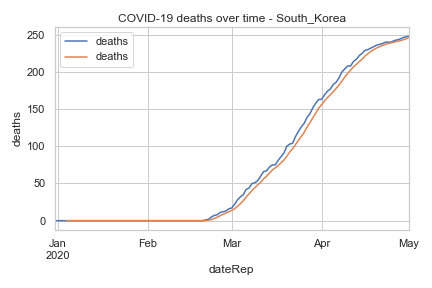 COVID-19 deaths over time - South_Korea
deaths
deaths
250
200
150
100
50
0
deaths
Jan
2020
Feb
Mar
Apr
May
dateRep